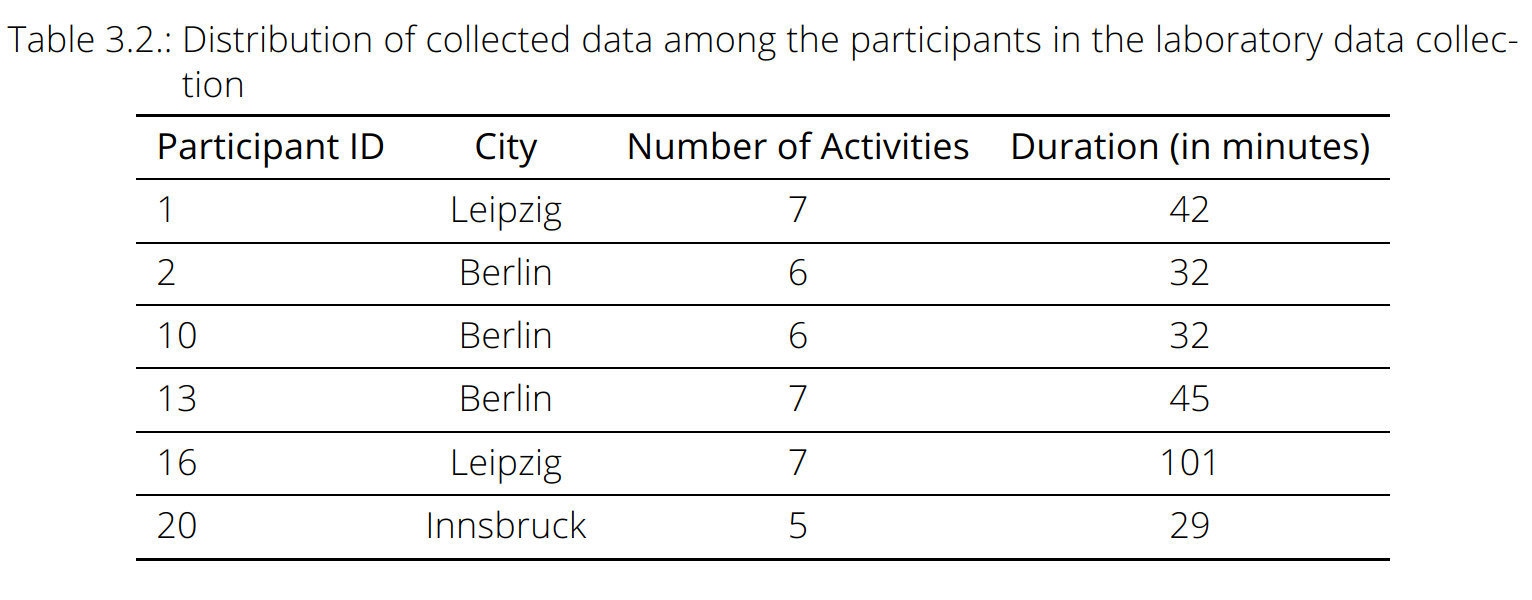 Table 3.2.: Distribution of collected data among the participants in the laboratory data collec-
tion
Participant ID City Number of Activities Duration (in minutes)
1 Leipzig 7 42
2 Berlin 6 32
10 Berlin 6 32
13 Berlin 7 45
16 Leipzig 7 101
20 Innsbruck 5 29